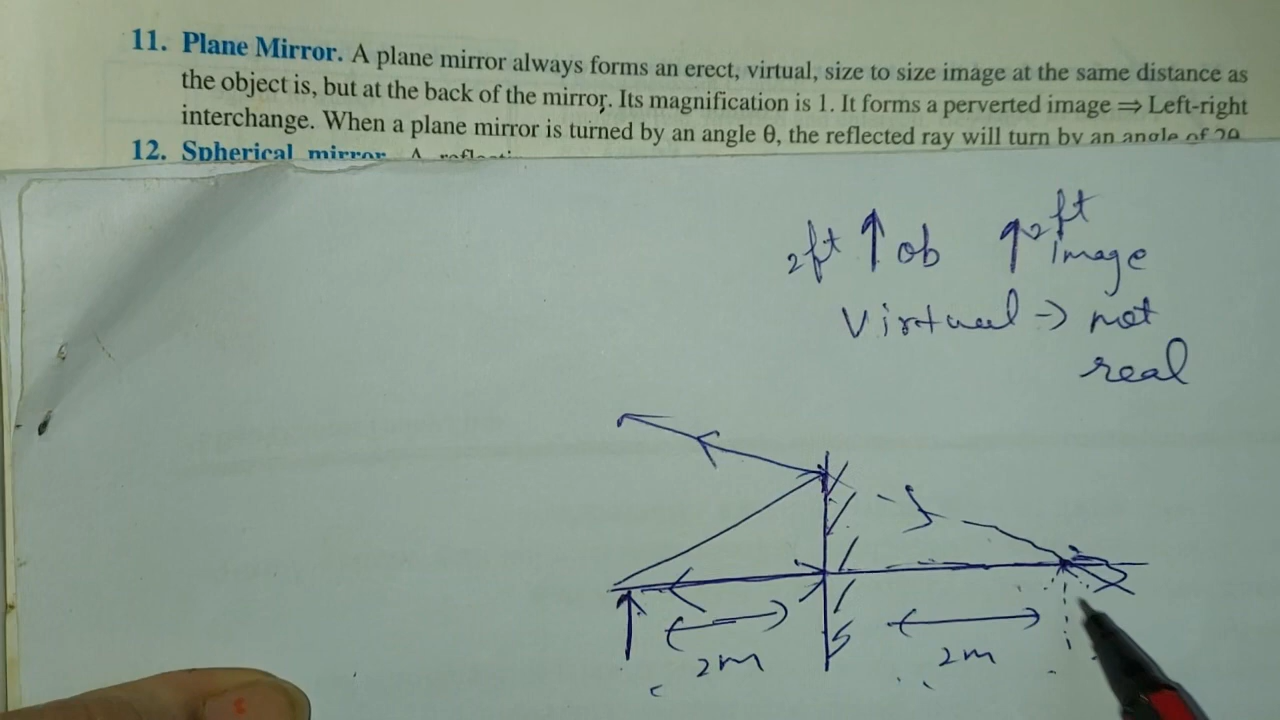 11. Plane Mirror. A plane mirror always forms an erect, virtual, size to size image at the same distance as
the object is, but at the back of the mirror. Its magnification is 1. It forms a perverted image ⇒ Left-right
interchange. When a plane mirror is turned by an angle θ, the reflected ray will turn by an angle of 2θ
12. Spherical mirror. A
2ft ↑ ob ↑ 2ft
image
virtual → not
real
2m 2m